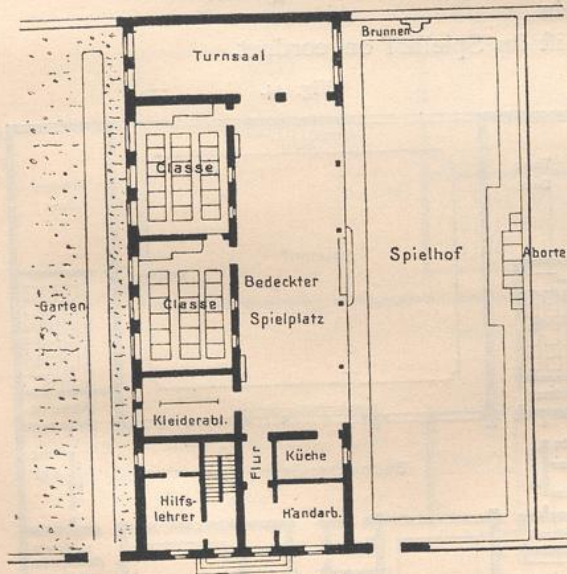 Brunnen
Turnsaal
Classe
Spielhof
Aborte
Bedeckter
Spielplatz
Garten
Classe
Kleiderabl.
Flur
Küche
Hilfs-
lehrer
Handarb.